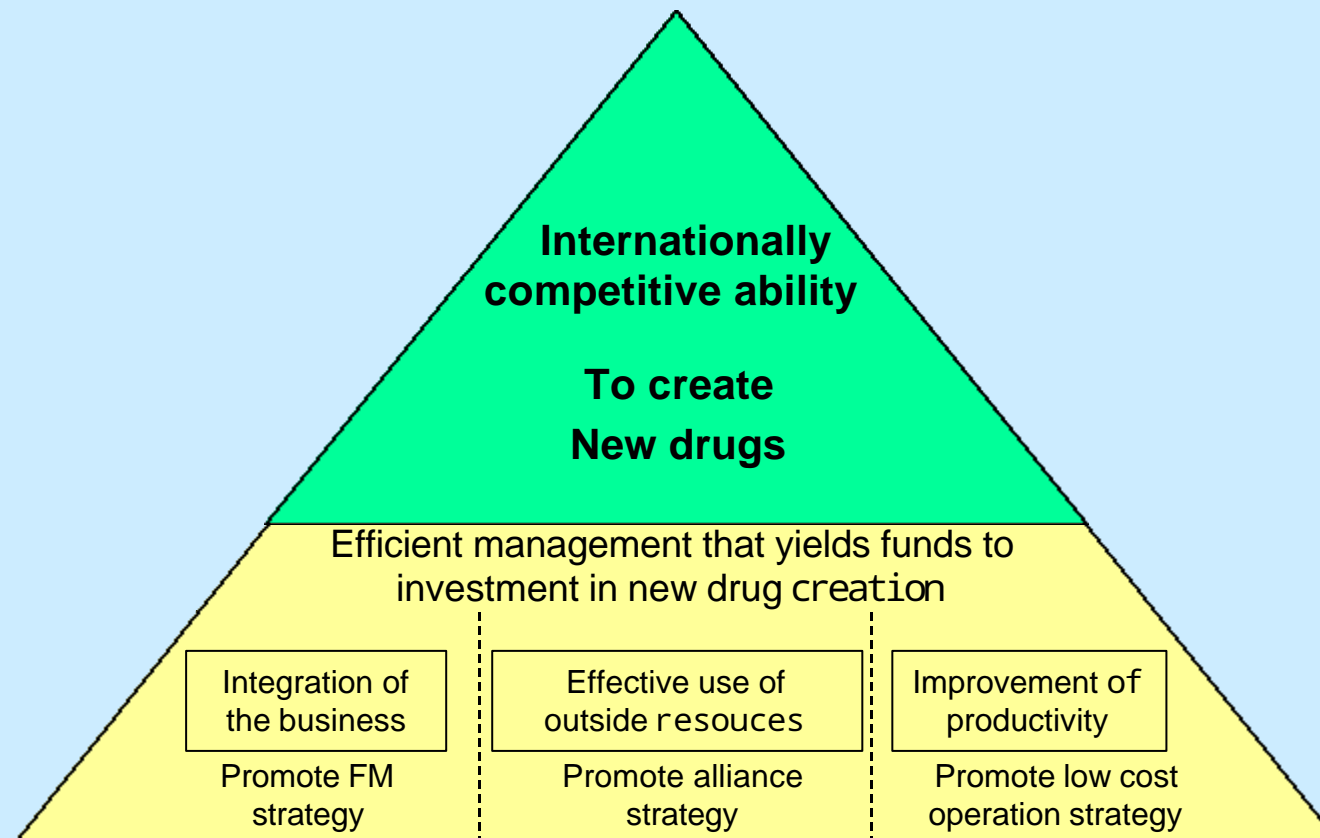 Internationally
competitive ability
To create
New drugs
Efficient management that yields funds to
investment in new drug creation
Integration of
the business
Promote FM
strategy
Effective use of
outside resouces
Promote alliance
strategy
Improvement of
productivity
Promote low cost
operation strategy